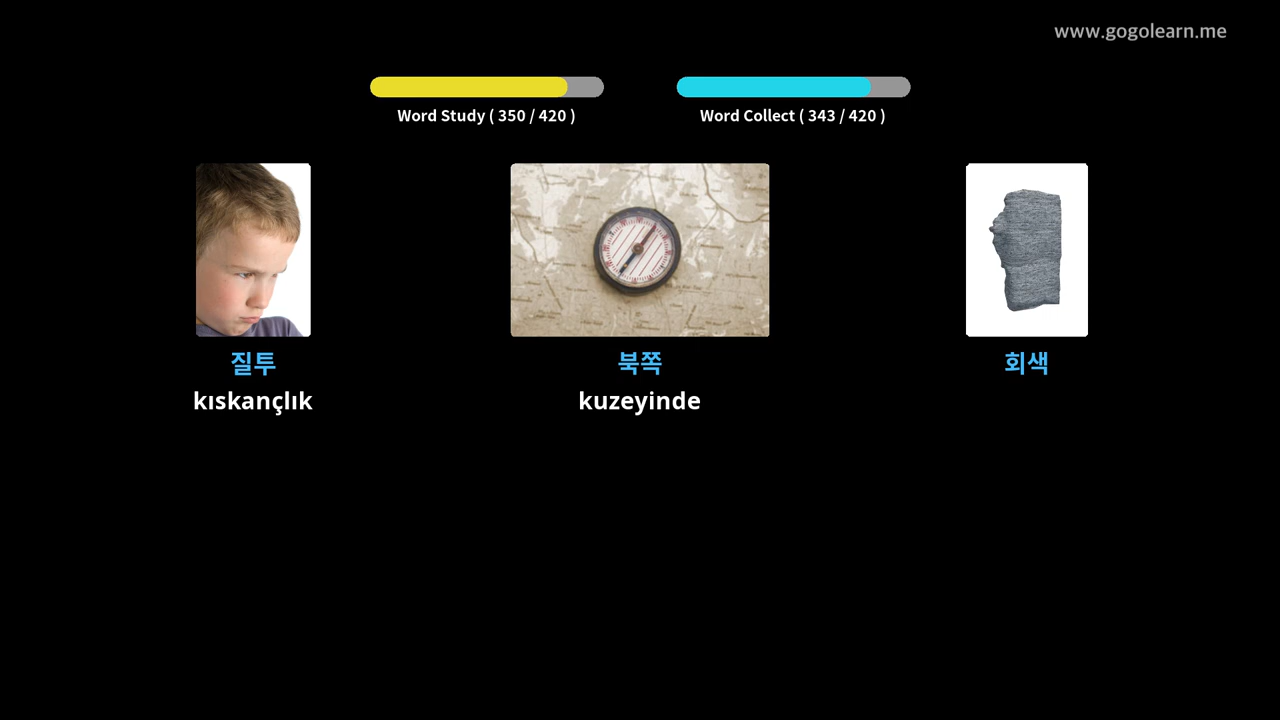 www.gogolearn.me
Word Study ( 350 / 420 )
Word Collect ( 343 / 420 )
질투
북쪽
회색
kıskançlık
kuzeyinde